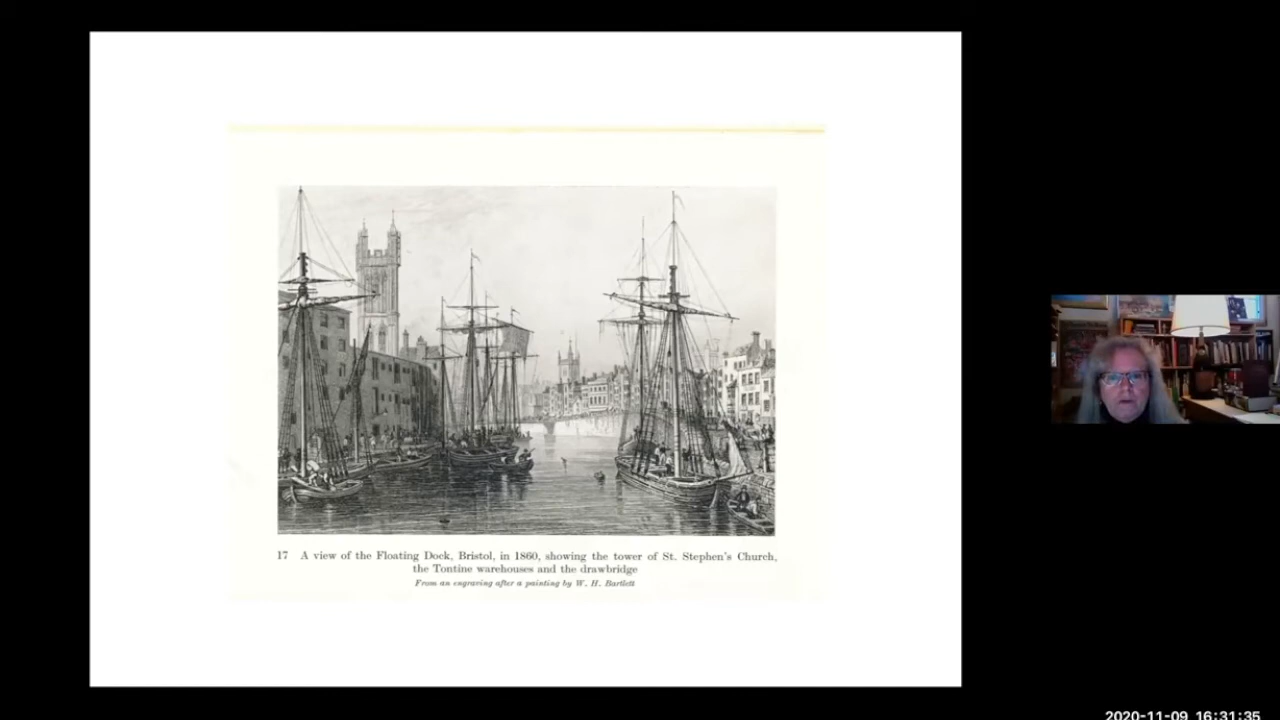 17 A view of the Floating Dock, Bristol, in 1860, showing the tower of St. Stephen's Church,
the Tontine warehouses and the drawbridge
From an engraving after a painting by W. H. Bartlett
2020-11-09 16:31:35